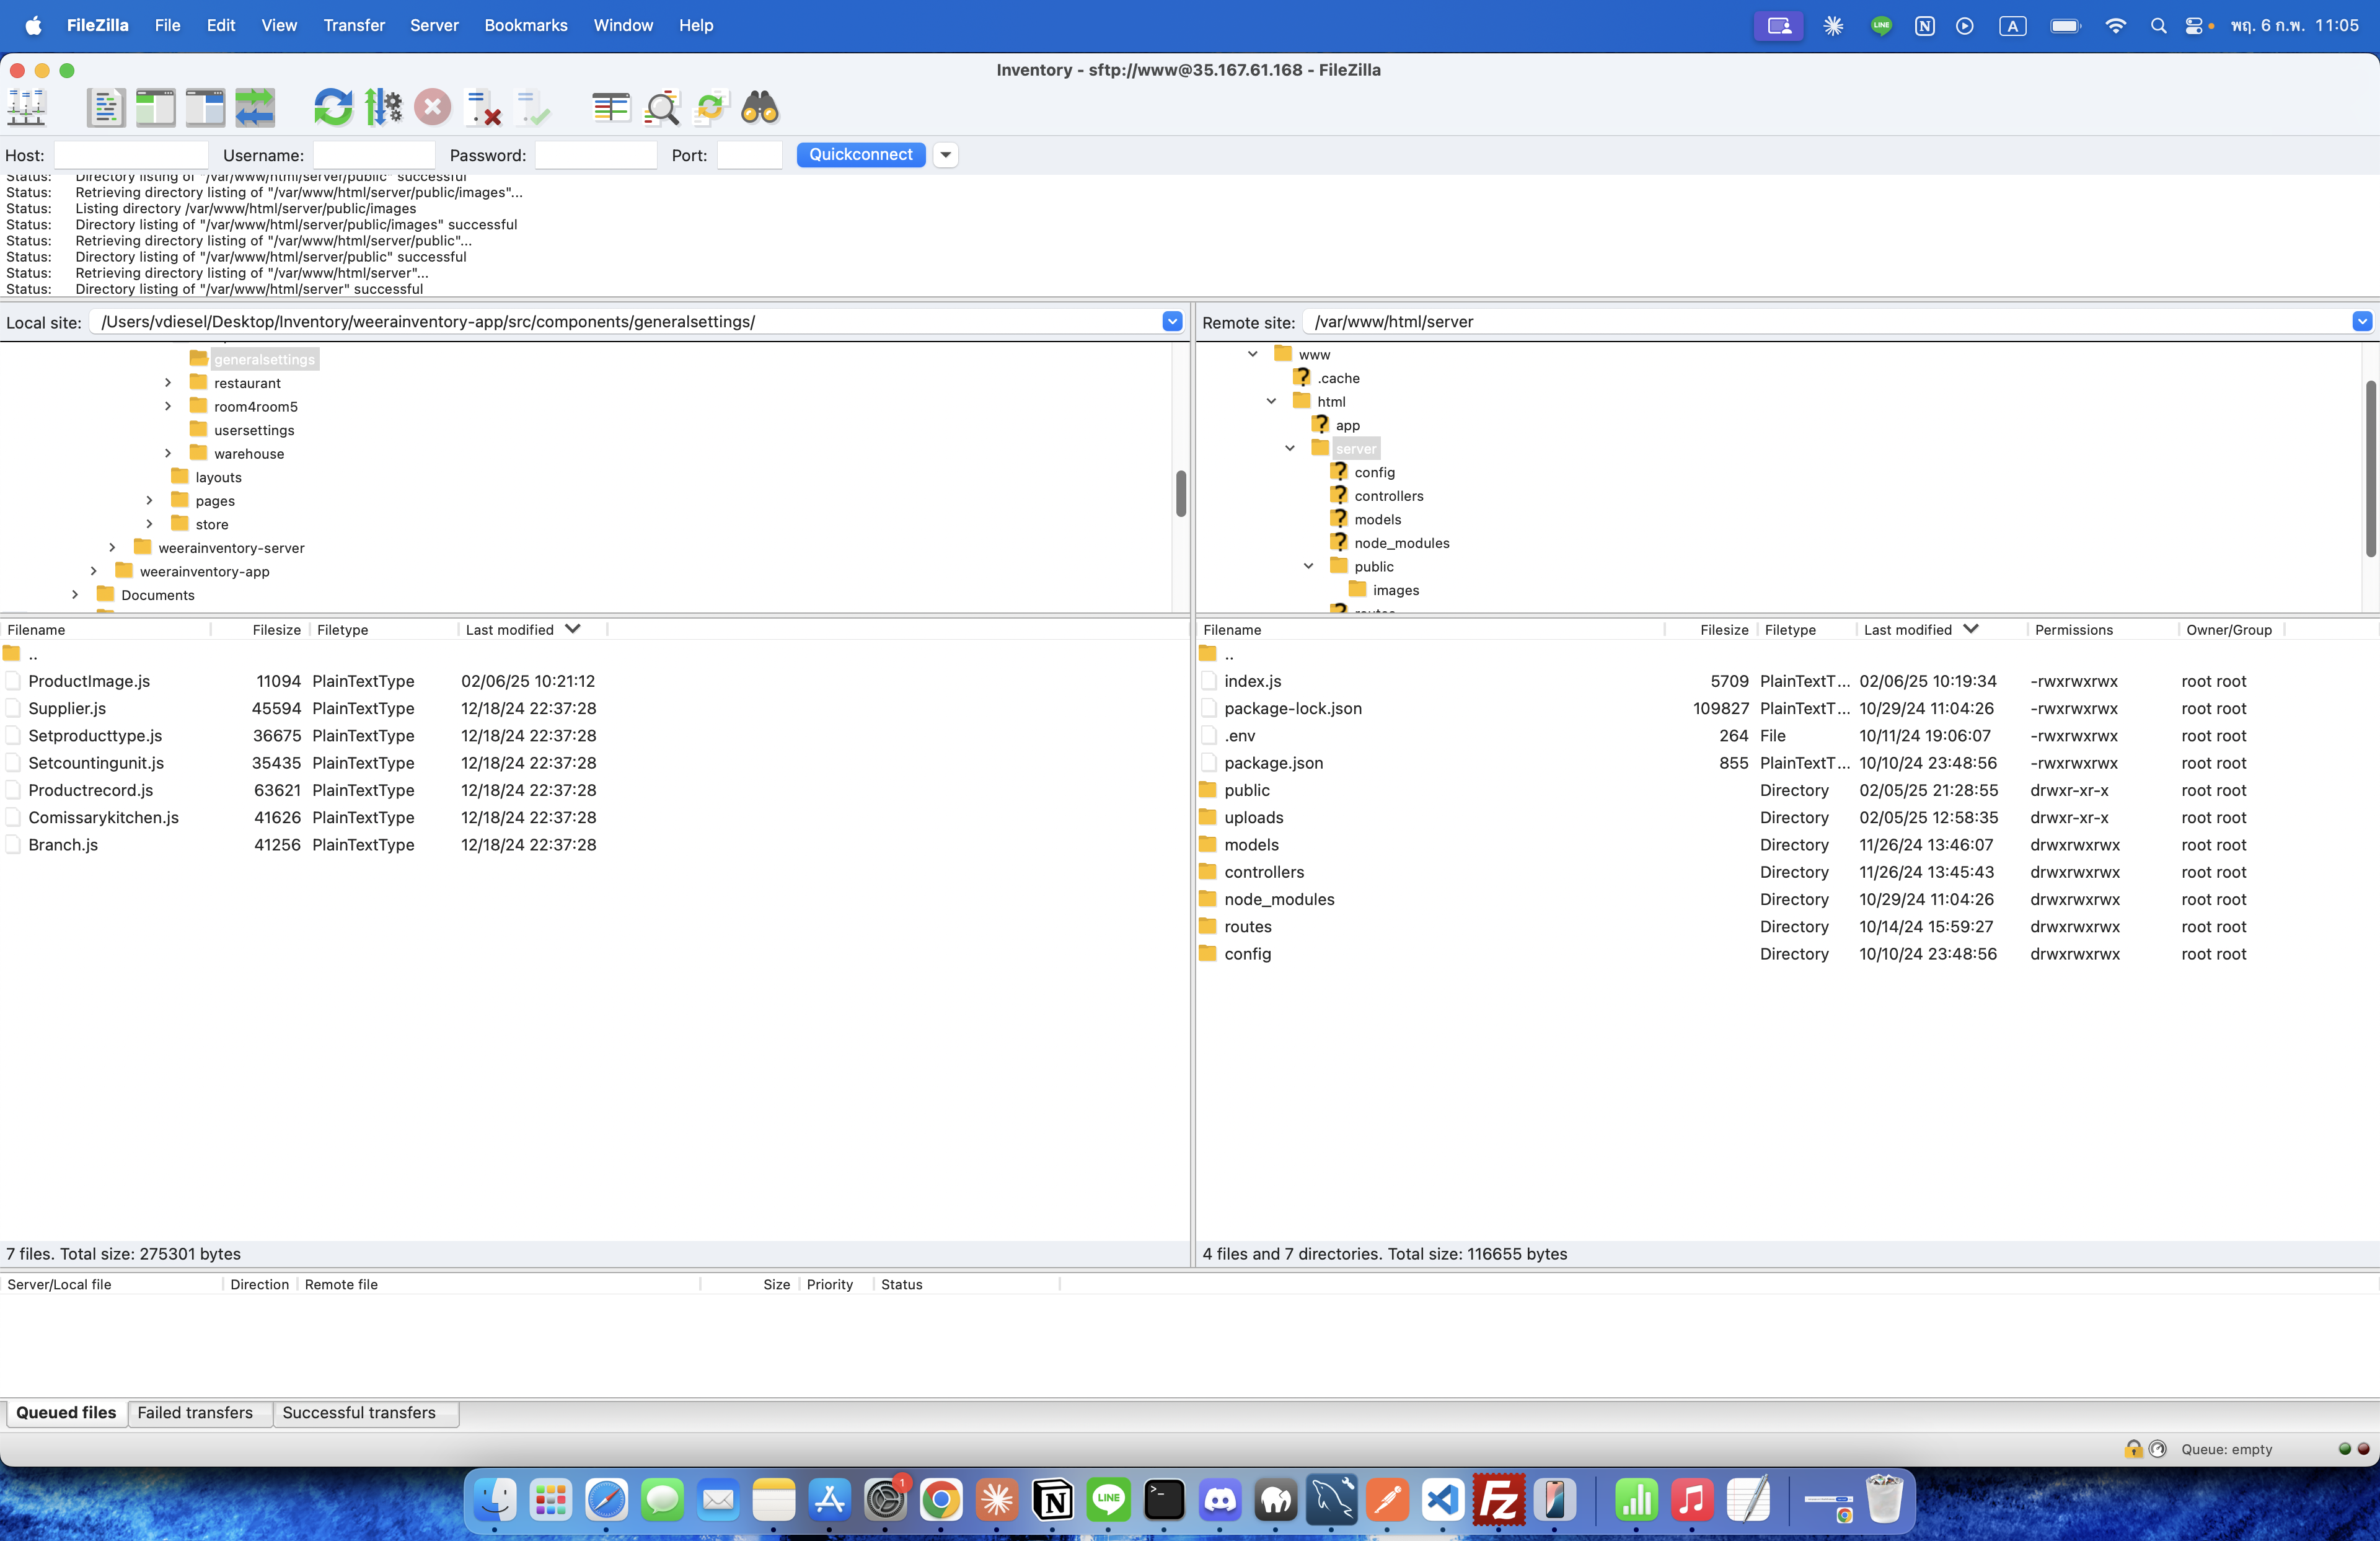 FileZilla File Edit View Transfer Server Bookmarks Window Help
LINE N A พฤ. 6 ก.พ. 11:05
Inventory - sftp://www@35.167.61.168 - FileZilla
Host: Username: Password: Port: Quickconnect
Status: Directory listing of "/var/www/html/server/public" successful
Status: Retrieving directory listing of "/var/www/html/server/public/images"...
Status: Listing directory /var/www/html/server/public/images
Status: Directory listing of "/var/www/html/server/public/images" successful
Status: Retrieving directory listing of "/var/www/html/server/public"...
Status: Directory listing of "/var/www/html/server/public" successful
Status: Retrieving directory listing of "/var/www/html/server"...
Status: Directory listing of "/var/www/html/server" successful
Local site: /Users/vdiesel/Desktop/Inventory/weerainventory-app/src/components/generalsettings/
generalsettings
restaurant
room4room5
usersettings
warehouse
layouts
pages
store
weerainventory-server
weerainventory-app
Documents
Filename Filesize Filetype Last modified
..
ProductImage.js 11094 PlainTextType 02/06/25 10:21:12
Supplier.js 45594 PlainTextType 12/18/24 22:37:28
Setproducttype.js 36675 PlainTextType 12/18/24 22:37:28
Setcountingunit.js 35435 PlainTextType 12/18/24 22:37:28
Productrecord.js 63621 PlainTextType 12/18/24 22:37:28
Comissarykitchen.js 41626 PlainTextType 12/18/24 22:37:28
Branch.js 41256 PlainTextType 12/18/24 22:37:28
7 files. Total size: 275301 bytes
Remote site: /var/www/html/server
www
.cache
html
app
server
config
controllers
models
node_modules
public
images
routes
Filename Filesize Filetype Last modified Permissions Owner/Group
..
index.js 5709 PlainTextT... 02/06/25 10:19:34 -rwxrwxrwx root root
package-lock.json 109827 PlainTextT... 10/29/24 11:04:26 -rwxrwxrwx root root
.env 264 File 10/11/24 19:06:07 -rwxrwxrwx root root
package.json 855 PlainTextT... 10/10/24 23:48:56 -rwxrwxrwx root root
public Directory 02/05/25 21:28:55 drwxr-xr-x root root
uploads Directory 02/05/25 12:58:35 drwxr-xr-x root root
models Directory 11/26/24 13:46:07 drwxrwxrwx root root
controllers Directory 11/26/24 13:45:43 drwxrwxrwx root root
node_modules Directory 10/29/24 11:04:26 drwxrwxrwx root root
routes Directory 10/14/24 15:59:27 drwxrwxrwx root root
config Directory 10/10/24 23:48:56 drwxrwxrwx root root
4 files and 7 directories. Total size: 116655 bytes
Server/Local file Direction Remote file Size Priority Status
Queued files Failed transfers Successful transfers
Queue: empty
1 N LINE Fz